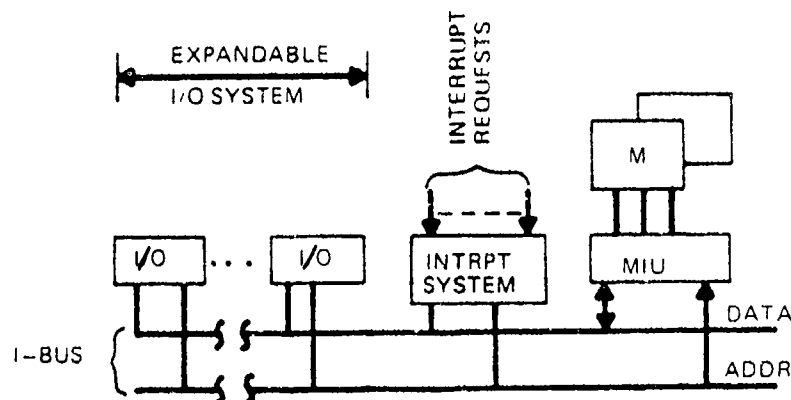 EXPANDABLE
I/O SYSTEM
INTERRUPT
REQUESTS
M
I/O
...
I/O
INTRPT
SYSTEM
MIU
DATA
I-BUS
ADDR